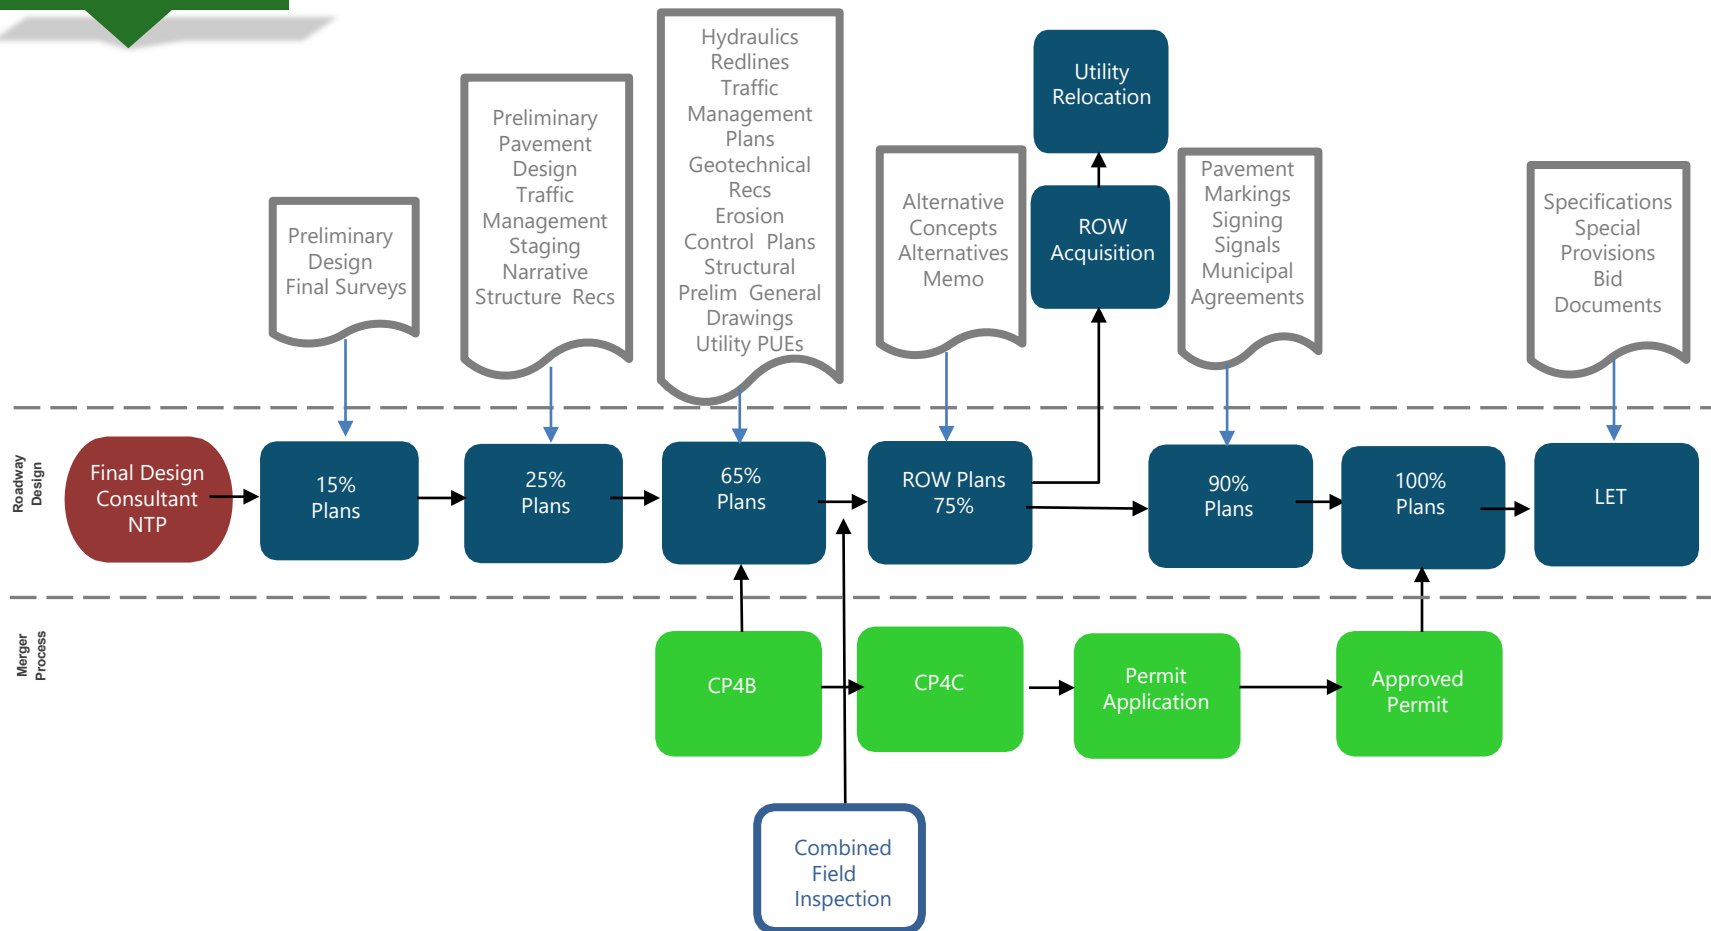 Preliminary
Design
Final Surveys
Preliminary
Pavement
Design
Traffic
Management
Staging
Narrative
Structure Recs
Hydraulics
Redlines
Traffic
Management
Plans
Geotechnical
Recs
Erosion
Control Plans
Structural
Prelim General
Drawings
Utility PUEs
Alternative
Concepts
Alternatives
Memo
Utility
Relocation
ROW
Acquisition
Pavement
Markings
Signing
Signals
Municipal
Agreements
Specifications
Special
Provisions
Bid
Documents
Roadway
Design
Final Design
Consultant
NTP
15%
Plans
25%
Plans
65%
Plans
ROW Plans
75%
90%
Plans
100%
Plans
LET
Merger
Process
CP4B
CP4C
Permit
Application
Approved
Permit
Combined
Field
Inspection